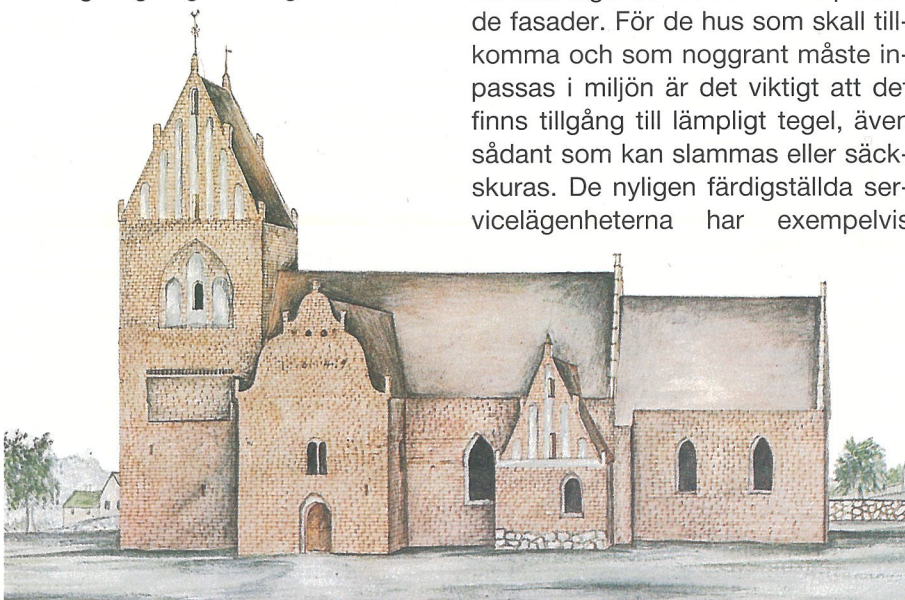 de fasader. För de hus som skall till-
komma och som noggrant måste in-
passas i miljön är det viktigt att det
finns tillgång till lämpligt tegel, även
sådant som kan slammas eller säck-
skuras. De nyligen färdigställda ser-
vicelägenheterna har exempelvis